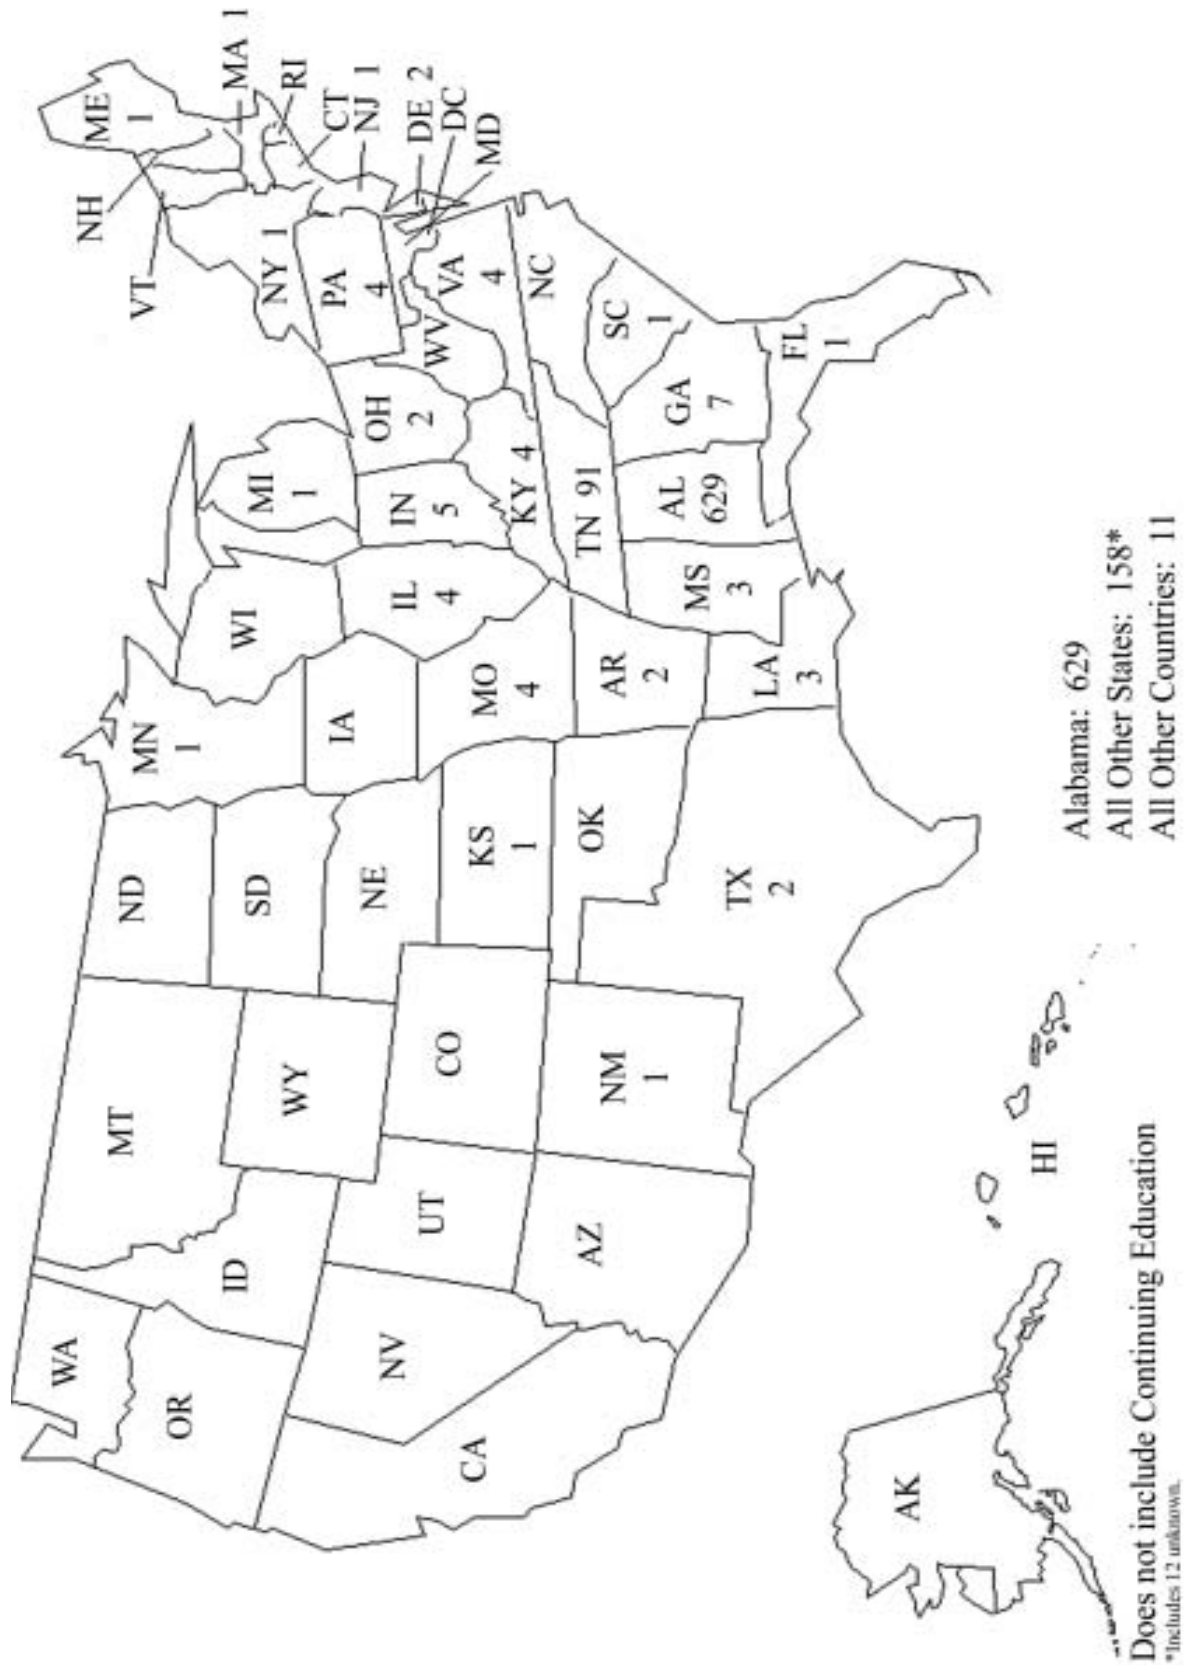 WA
OR
CA
NV
ID
MT
WY
UT
AZ
CO
NM
1
ND
SD
NE
KS
1
OK
TX
2
MN
1
IA
MO
4
AR
2
LA
3
WI
IL
4
MS
3
MI
1
IN
5
KY 4
TN 91
AL
629
OH
2
GA
7
WV
VA
4
NC
SC
1
FL
1
PA
4
NY 1
VT
NH
ME
1
MA 1
RI
CT
NJ 1
DE 2
DC
MD
AK
HI
Alabama: 629
All Other States: 158*
All Other Countries: 11
Does not include Continuing Education
*Includes 12 unknown.